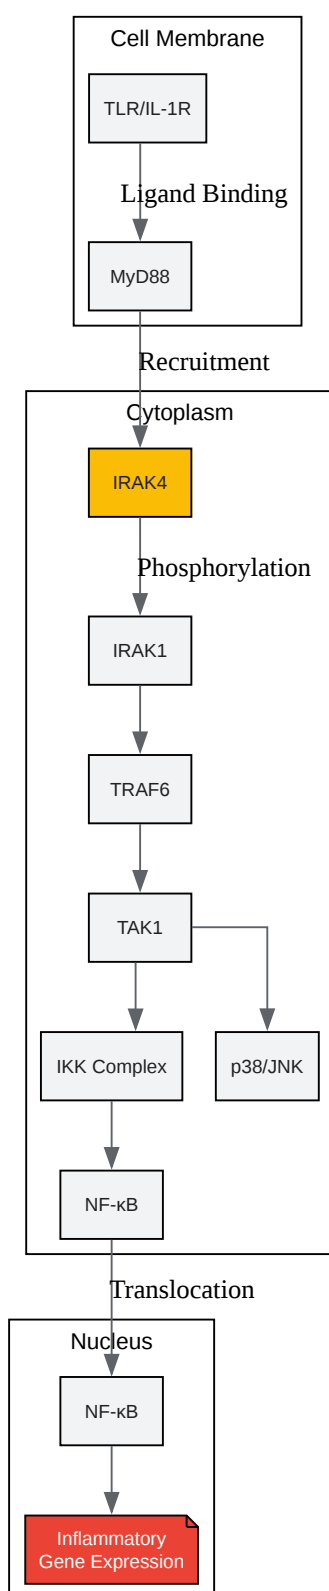 Cell Membrane
TLR/IL-1R
Ligand Binding
MyD88
Recruitment
Cytoplasm
IRAK4
Phosphorylation
IRAK1
TRAF6
TAK1
IKK Complex
p38/JNK
NF-κB
Translocation
Nucleus
NF-κB
Inflammatory
Gene Expression